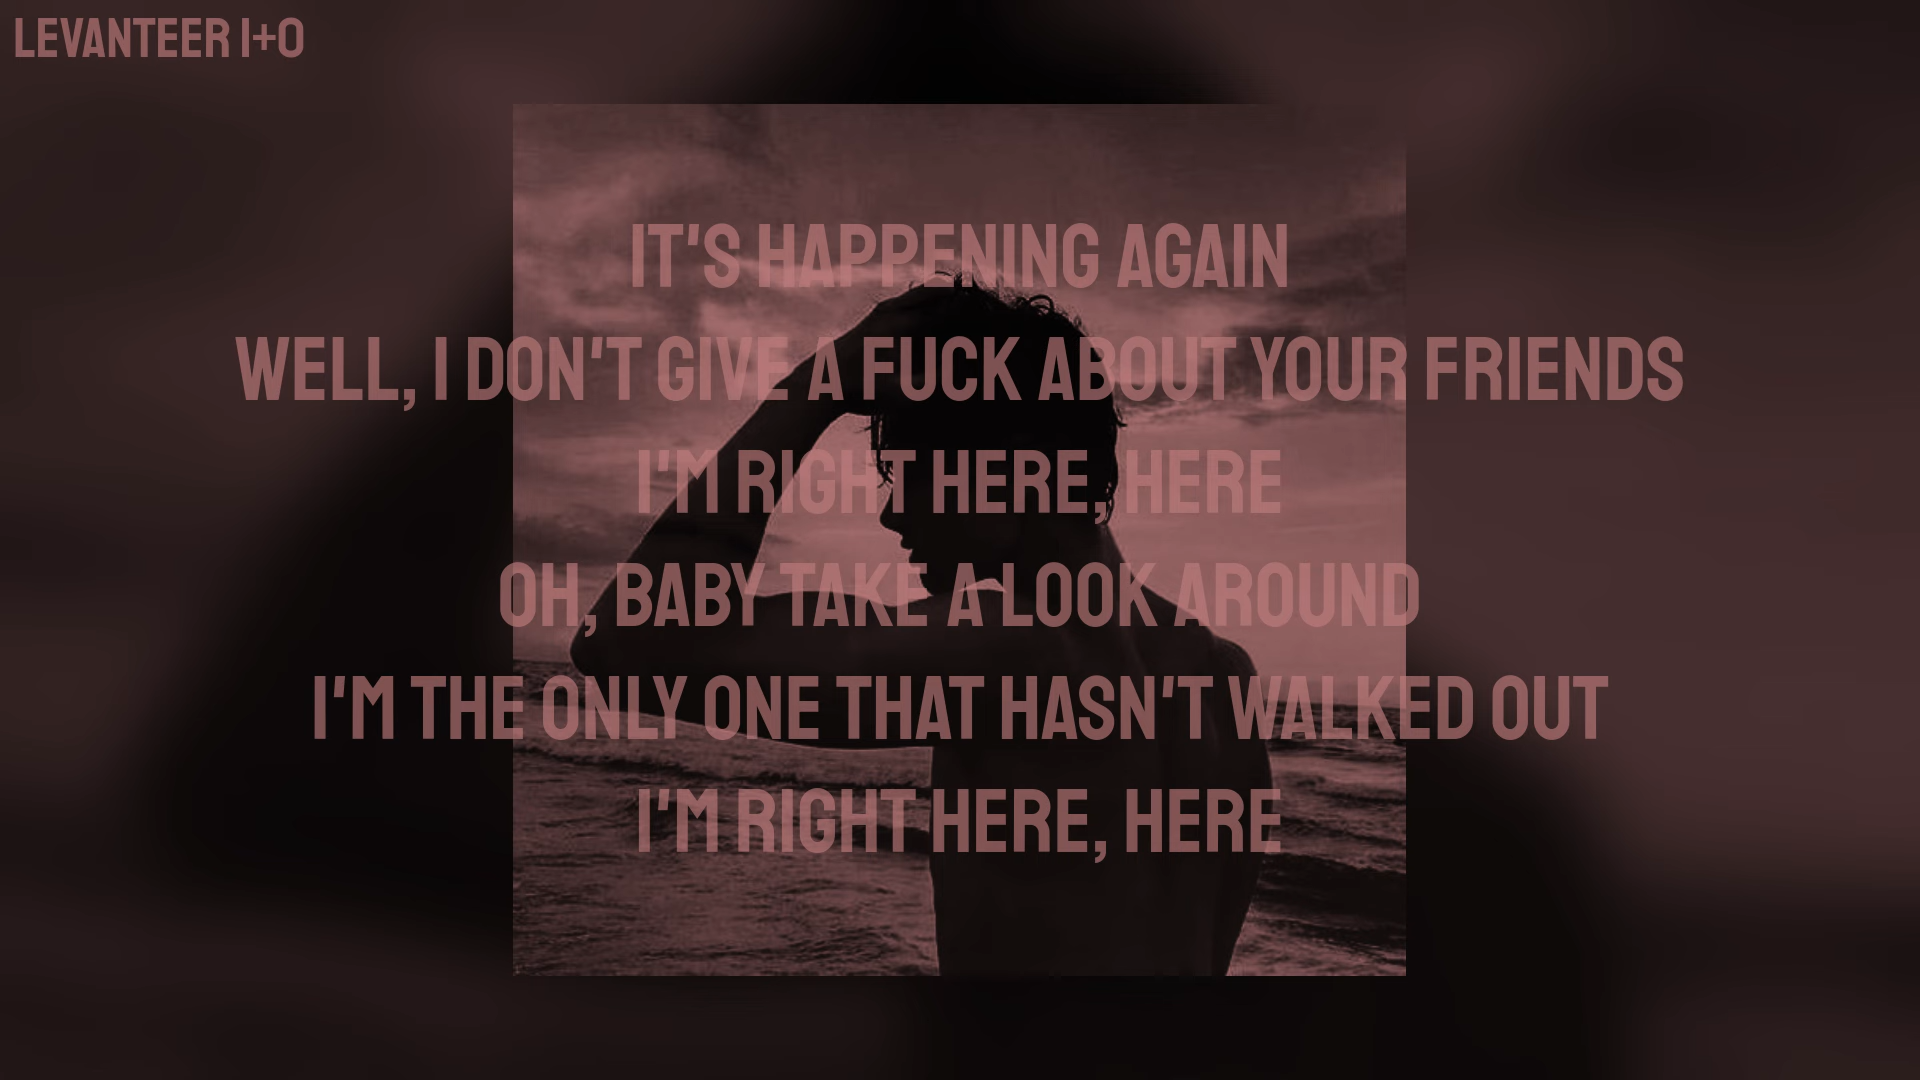 LEVANTEER I+O
IT'S HAPPENING AGAIN
WELL, I DON'T GIVE A FUCK ABOUT YOUR FRIENDS
I'M RIGHT HERE, HERE
OH, BABY TAKE A LOOK AROUND
I'M THE ONLY ONE THAT HASN'T WALKED OUT
I'M RIGHT HERE, HERE